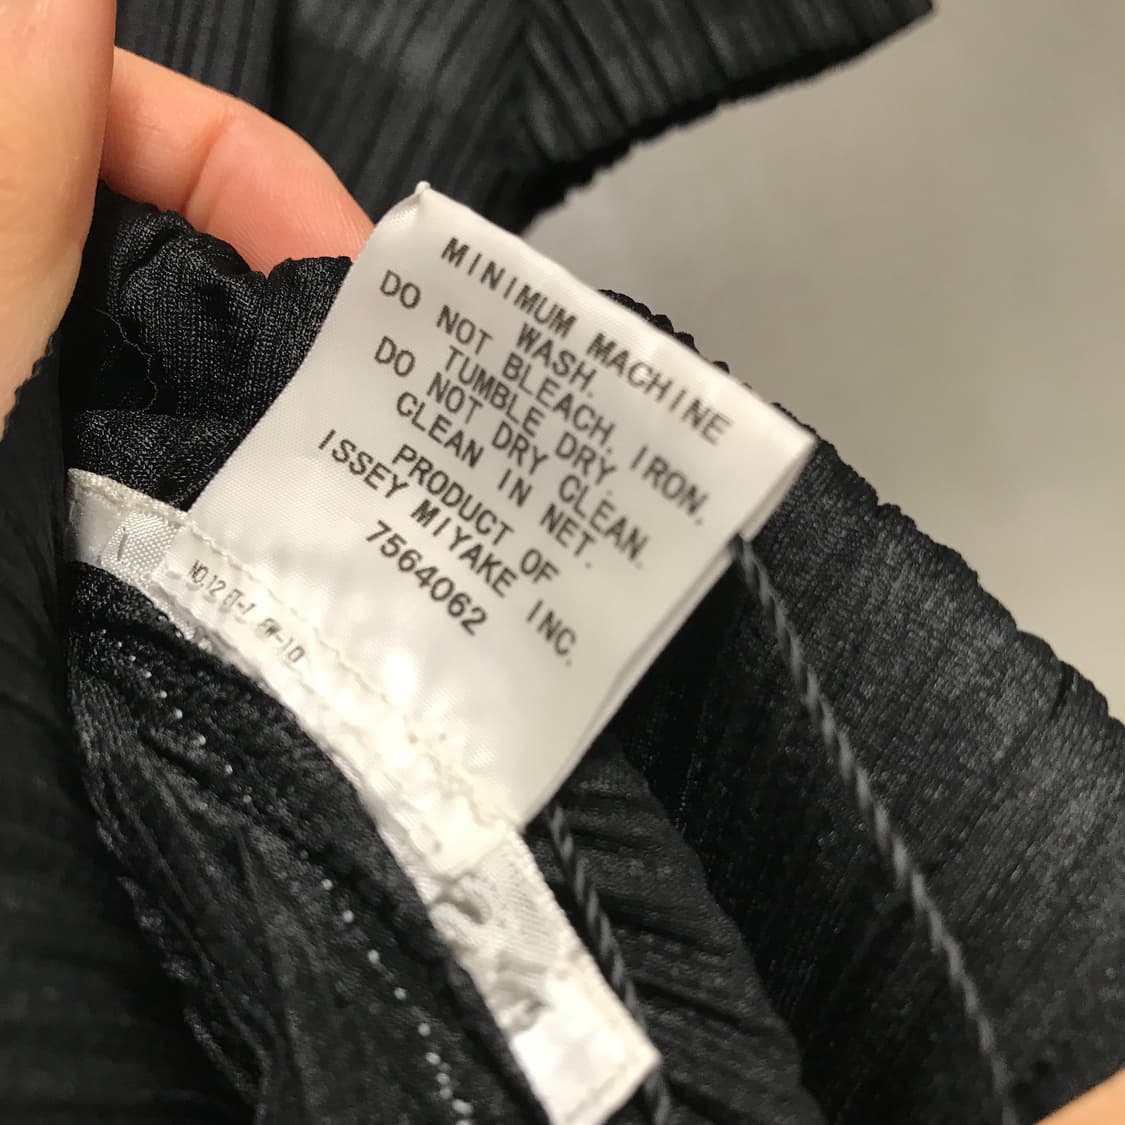 MINIMUM MACHINE
WASH.
DO NOT BLEACH. IRON.
TUMBLE DRY
DO NOT DRY CLEAN.
CLEAN IN NET.
PRODUCT OF
ISSEY MIYAKE INC.
7564062